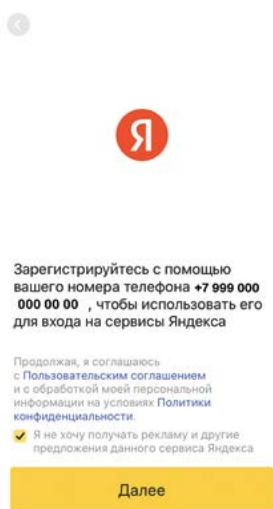 Я
Зарегистрируйтесь с помощью
вашего номера телефона +7 999 000
000 00 00 , чтобы использовать его
для входа на сервисы Яндекса
Продолжая, я соглашаюсь
с Пользовательским соглашением
и с обработкой моей персональной
информации на условиях Политики
конфиденциальности.
Я не хочу получать рекламу и другие
предложения данного сервиса Яндекса
Далее